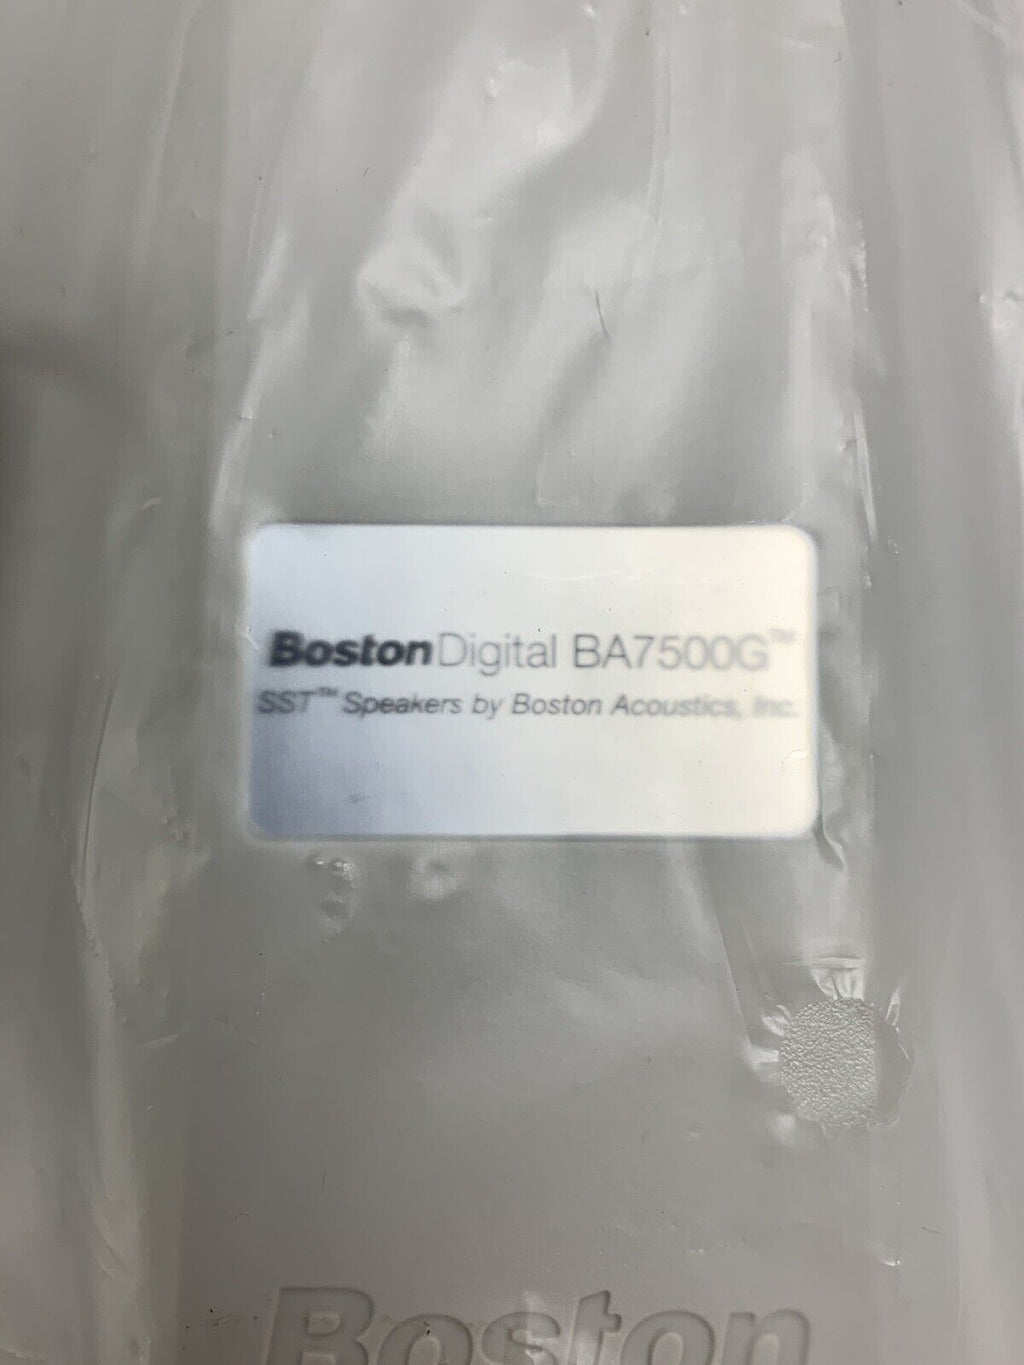 BostonDigital BA7500G™
SST™ Speakers by Boston Acoustics, Inc.
Boston